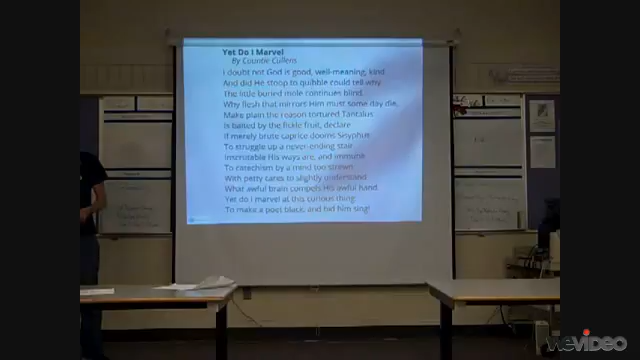 Yet Do I Marvel
By Countie Cullens
I doubt not God is good, well-meaning, kind
And did He stoop to quibble could tell why
The little buried mole continues blind,
Why flesh that mirrors Him must some day die,
Make plain the reason tortured Tantalus
Is baited by the fickle fruit, declare
If merely brute caprice dooms Sisyphus
To struggle up a never-ending stair.
Inscrutable His ways are, and immune
To catechism by a mind too strewn
With petty cares to slightly understand
What awful brain compels His awful hand.
Yet do I marvel at this curious thing:
To make a poet black, and bid him sing!
WEVIDEO